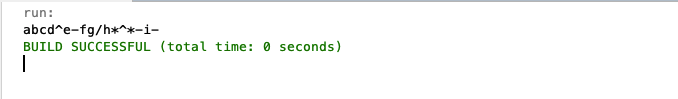 run:
abcd^e-fg/h*^*-i-
BUILD SUCCESSFUL (total time: 0 seconds)